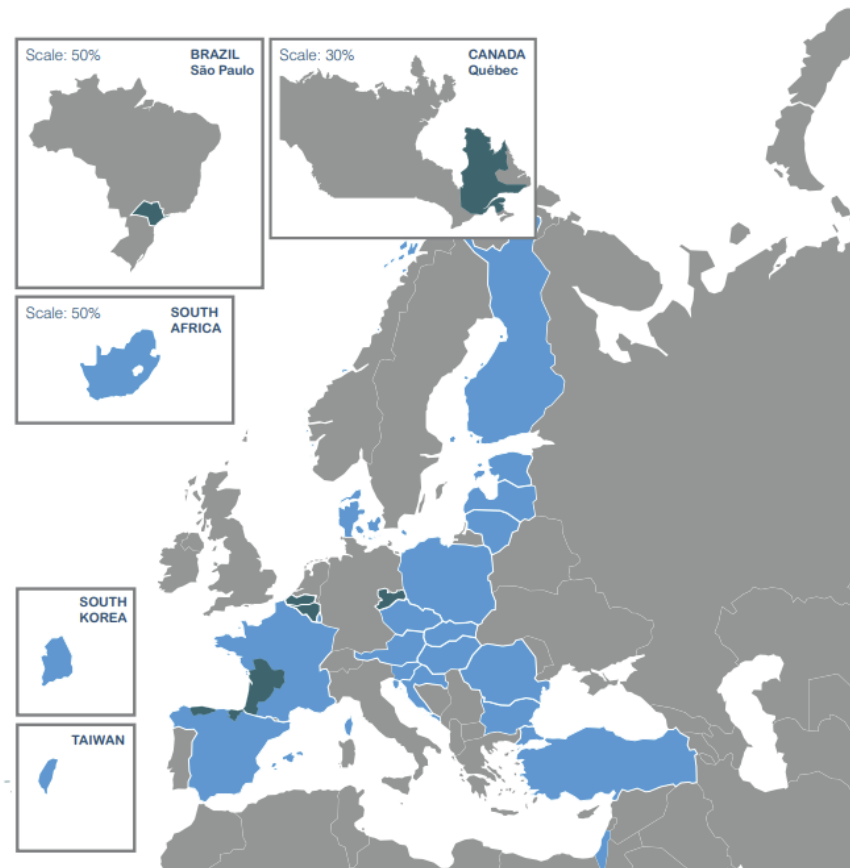 Scale: 50%
BRAZIL
São Paulo
Scale: 30%
CANADA
Québec
Scale: 50%
SOUTH
AFRICA
SOUTH
KOREA
TAIWAN